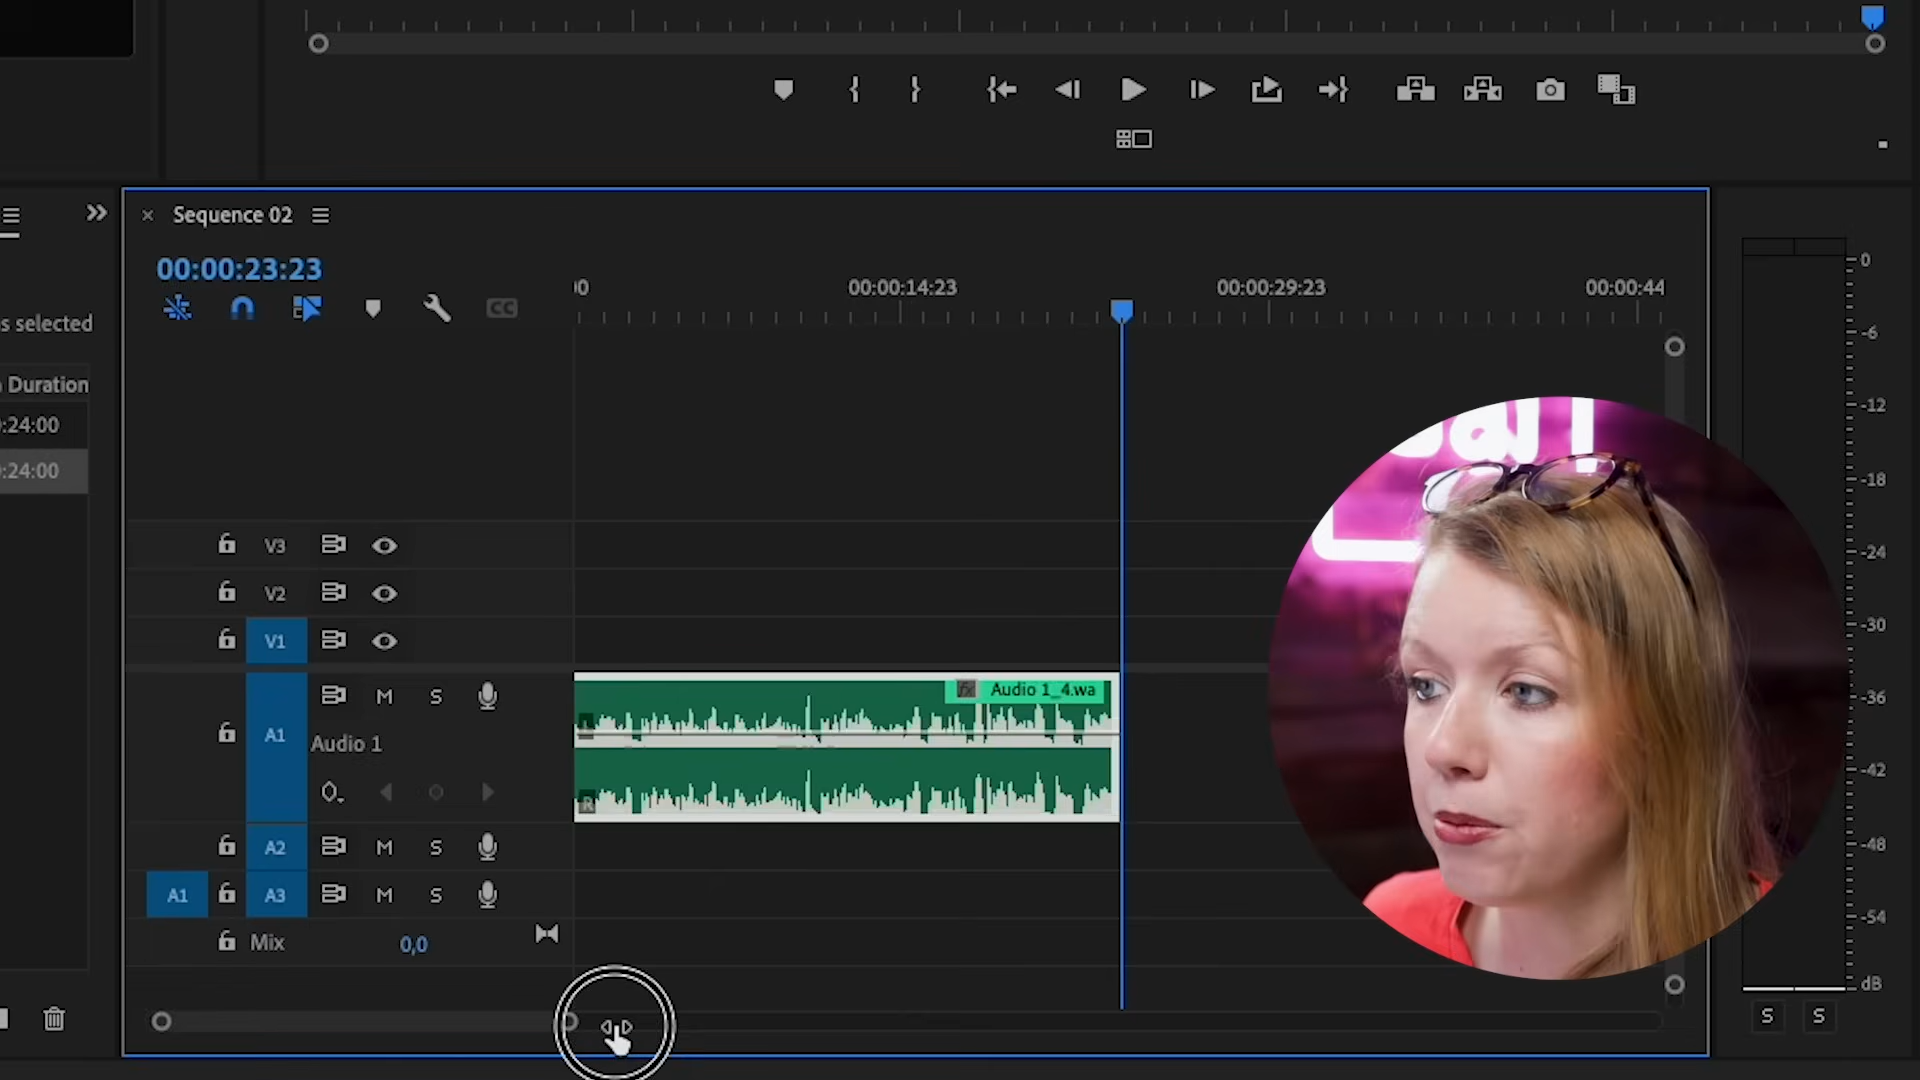 Sequence 02
00:00:23:23
00
00:00:14:23
00:00:29:23
00:00:44
CC
s selected
Duration
:24:00
:24:00
V3
V2
V1
A1
M
S
Audio 1
Audio 1_4.wa
R
A2
M
S
A1
A3
M
S
Mix
0,0
0
-6
-12
-18
-24
-30
-36
-42
-48
-54
dB
S
S